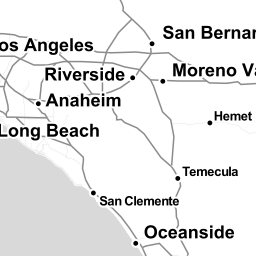 San Bernar
os Angeles
Riverside
Moreno Va
Anaheim
Hemet
Long Beach
Temecula
San Clemente
Oceanside